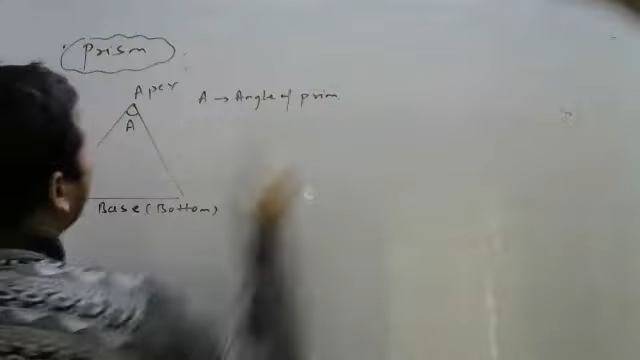 Prism
Apex
A → Angle of prism
A
Base (Bottom)